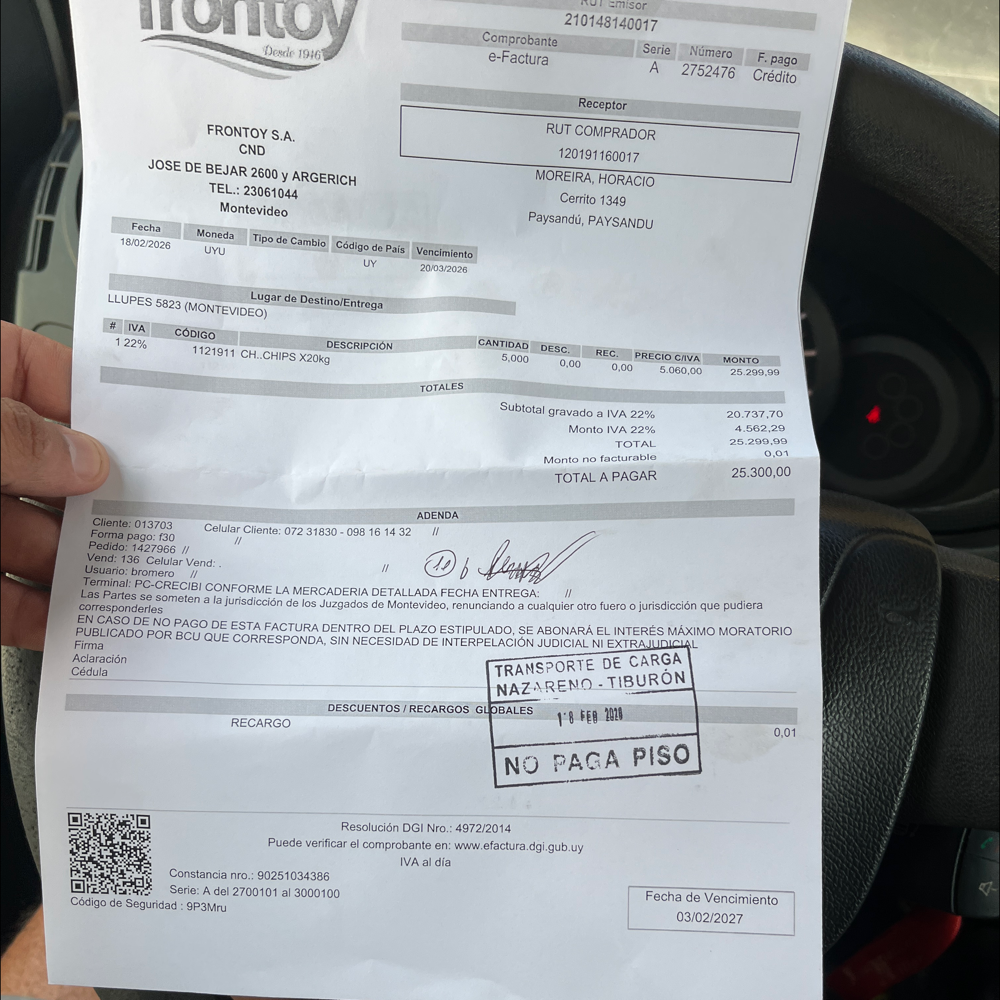 frontoy
Desde 1946
RUT Emisor
210148140017
Comprobante Serie Número F. pago
e-Factura A 2752476 Crédito
Receptor
RUT COMPRADOR
120191160017
MOREIRA, HORACIO
Cerrito 1349
Paysandú, PAYSANDU
FRONTOY S.A.
CND
JOSE DE BEJAR 2600 y ARGERICH
TEL.: 23061044
Montevideo
Fecha Moneda Tipo de Cambio Código de País Vencimiento
18/02/2026 UYU UY 20/03/2026
Lugar de Destino/Entrega
LLUPES 5823 (MONTEVIDEO)
# IVA CÓDIGO DESCRIPCIÓN CANTIDAD DESC. REC. PRECIO C/IVA MONTO
1 22% 1121911 CH..CHIPS X20kg 5,000 0,00 0,00 5.060,00 25.299,99
TOTALES
Subtotal gravado a IVA 22% 20.737,70
Monto IVA 22% 4.562,29
TOTAL 25.299,99
Monto no facturable 0,01
TOTAL A PAGAR 25.300,00
ADENDA
Cliente: 013703 Celular Cliente: 072 31830 - 098 16 14 32 //
Forma pago: f30 //
Pedido: 1427966 //
Vend: 136 Celular Vend: . //
Usuario: bromero //
Terminal: PC-CRECIBI CONFORME LA MERCADERIA DETALLADA FECHA ENTREGA: //
Las Partes se someten a la jurisdicción de los Juzgados de Montevideo, renunciando a cualquier otro fuero o jurisdicción que pudiera
corresponderles
EN CASO DE NO PAGO DE ESTA FACTURA DENTRO DEL PLAZO ESTIPULADO, SE ABONARÁ EL INTERÉS MÁXIMO MORATORIO
PUBLICADO POR BCU QUE CORRESPONDA, SIN NECESIDAD DE INTERPELACIÓN JUDICIAL NI EXTRAJUDICIAL
Firma
Aclaración
Cédula
TRANSPORTE DE CARGA
NAZARENO - TIBURÓN
18 FEB
NO PAGA PISO
DESCUENTOS / RECARGOS GLOBALES
RECARGO 0,01
Resolución DGI Nro.: 4972/2014
Puede verificar el comprobante en: www.efactura.dgi.gub.uy
IVA al día
Constancia nro.: 90251034386
Serie: A del 2700101 al 3000100
Código de Seguridad : 9P3Mru
Fecha de Vencimiento
03/02/2027